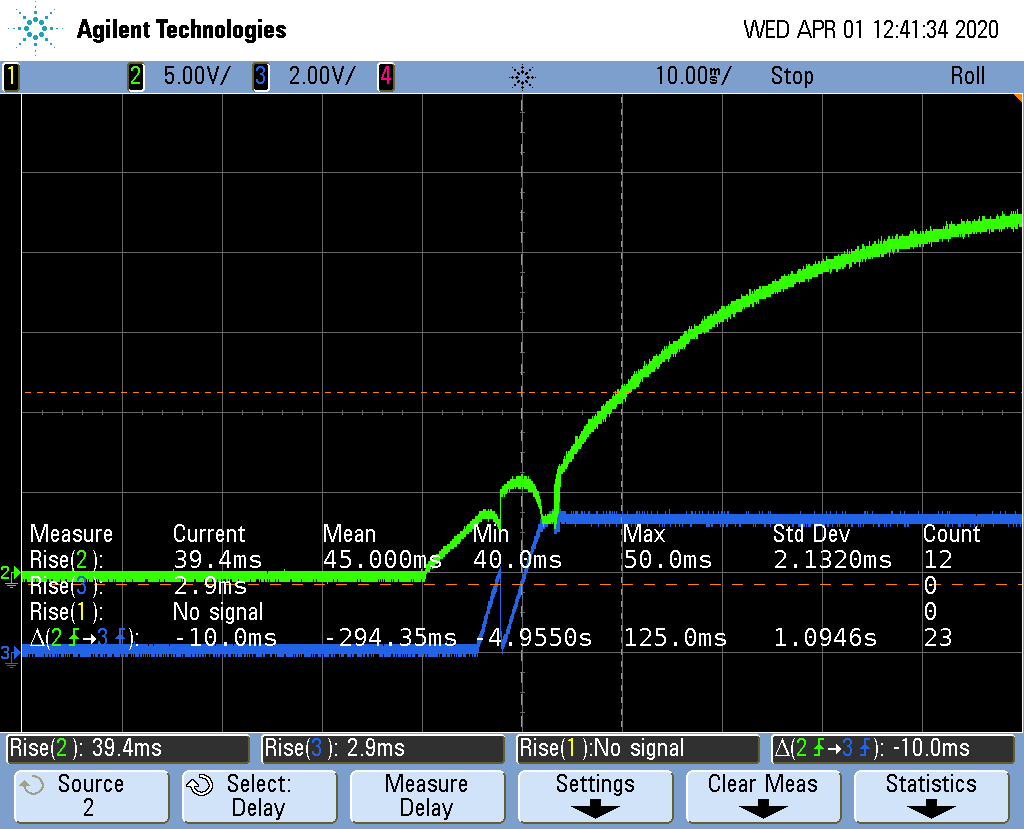 Agilent Technologies WED APR 01 12:41:34 2020
1 2 5.00V/ 3 2.00V/ 4 10.00ms/ Stop Roll
Measure Current Mean Min Max Std Dev Count
2 Rise(2): 39.4ms 45.000ms 40.0ms 50.0ms 2.1320ms 12
Rise(3): 2.9ms 0
Rise(1): No signal 0
3 Δ(2⨍→3⨍): -10.0ms -294.35ms -4.9550s 125.0ms 1.0946s 23
Rise(2): 39.4ms Rise(3): 2.9ms Rise(1):No signal Δ(2⨍→3⨍): -10.0ms
Source Select: Measure Settings Clear Meas Statistics
2 Delay Delay